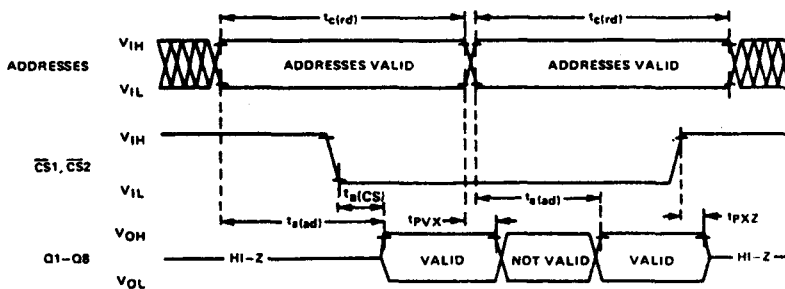 tc(rd) tc(rd)
VIH
ADDRESSES ADDRESSES VALID ADDRESSES VALID
VIL
VIH
CS1, CS2
VIL
ta(CS)
ta(ad) tPVX ta(ad) tPXZ
VOH
Q1-Q8 HI-Z VALID NOT VALID VALID HI-Z
VOL